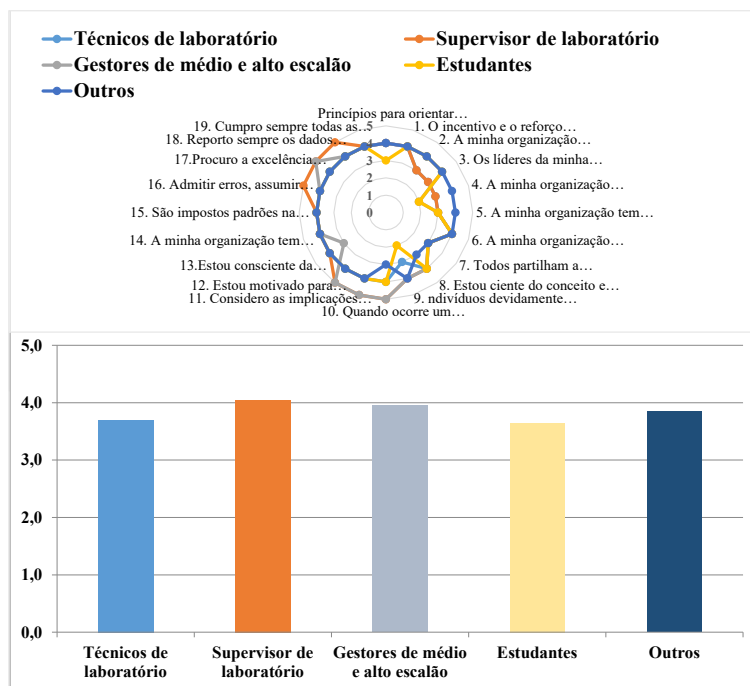 Técnicos de laboratório
Supervisor de laboratório
Gestores de médio e alto escalão
Estudantes
Outros
Princípios para orientar…
1. O incentivo e o reforço…
2. A minha organização…
3. Os líderes da minha…
4. A minha organização…
5. A minha organização tem…
6. A minha organização…
7. Todos partilham a…
8. Estou ciente do conceito e…
9. ndivíduos devidamente…
10. Quando ocorre um…
11. Considero as implicações…
12. Estou motivado para…
13.Estou consciente da…
14. A minha organização tem…
15. São impostos padrões na…
16. Admitir erros, assumir…
17.Procuro a excelência…
18. Reporto sempre os dados…
19. Cumpro sempre todas as…
5
4
3
2
1
0
5,0
4,0
3,0
2,0
1,0
0,0
Técnicos de
laboratório
Supervisor de
laboratório
Gestores de médio
e alto escalão
Estudantes
Outros